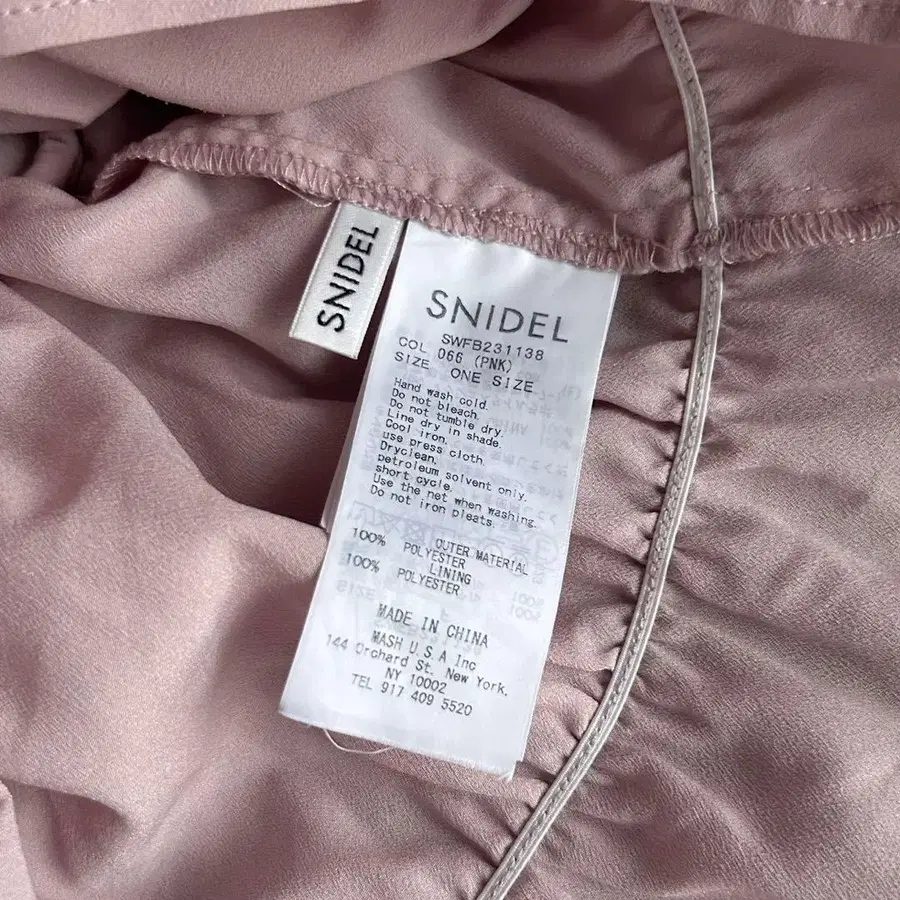 SNIDEL
SNIDEL
SWFB231138
COL 066 (PNK)
SIZE ONE SIZE
Hand wash cold.
Do not bleach.
Do not tumble dry.
Line dry in shade.
Cool iron.
use press cloth.
Dryclean.
petroleum solvent only.
short cycle.
Use the net when washing.
Do not iron pleats.
OUTER MATERIAL
100% POLYESTER
LINING
100% POLYESTER
MADE IN CHINA
MASH U.S.A Inc
144 Orchard St. New York.
NY 10002
TEL 917 409 5520